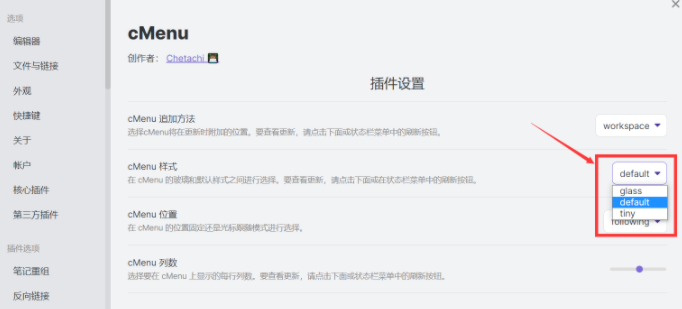 选项
编辑器
文件与链接
外观
快捷键
关于
帐户
核心插件
第三方插件
插件选项
笔记重组
反向链接
cMenu
创作者： Chetachi
插件设置
cMenu 追加方法
选择cMenu将在更新时附加的位置。要查看更新，请点击下面或状态栏菜单中的刷新按钮。
workspace
cMenu 样式
在 cMenu 的玻璃和默认样式之间进行选择。要查看更新，请点击下面或在状态栏菜单中的刷新按钮。
default
glass
default
tiny
cMenu 位置
在 cMenu 的位置固定还是光标跟随模式进行选择。
following
cMenu 列数
选择要在 cMenu 上显示的每行列数。要查看更新，请点击下面或状态栏菜单中的刷新按钮。